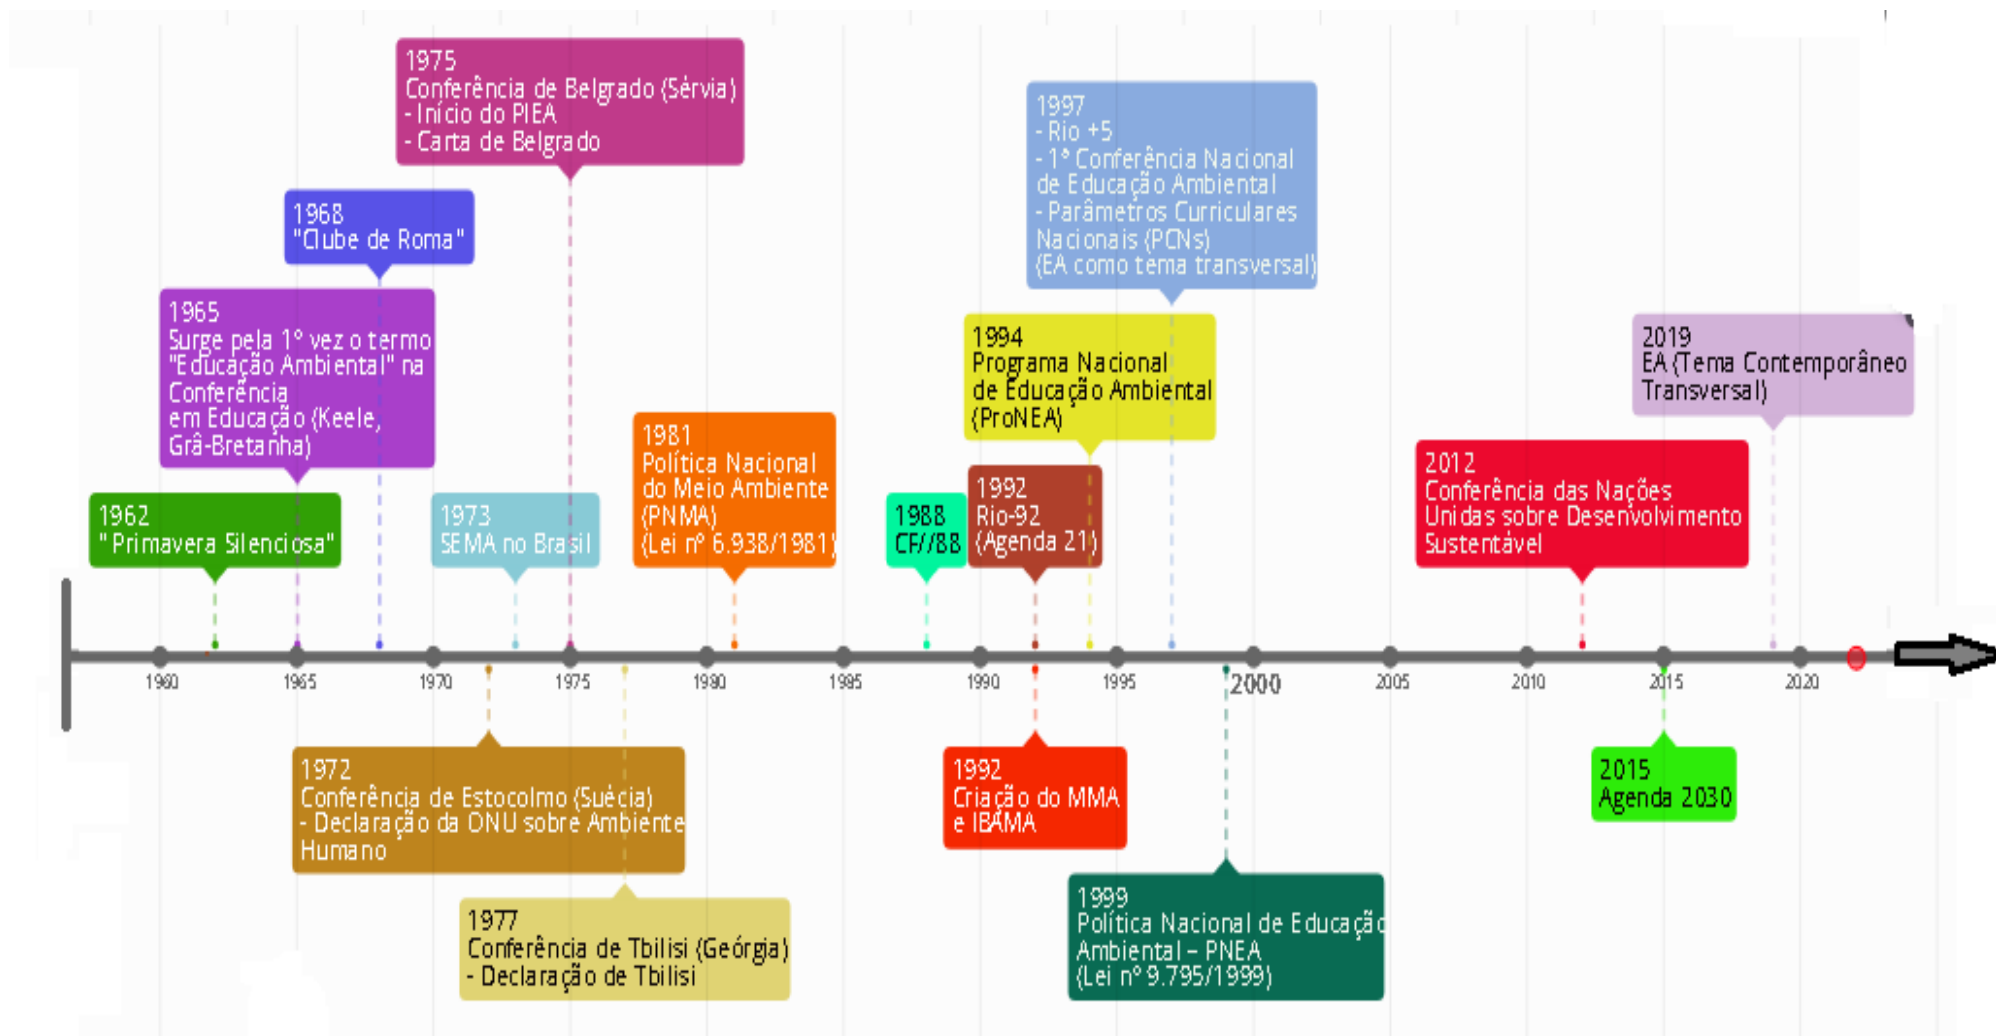 1975
Conferência de Belgrado (Sérvia)
- Início do PIEA
- Carta de Belgrado
1997
- Rio +5
- 1ª Conferência Nacional
de Educação Ambiental
- Parâmetros Curriculares
Nacionais (PCNs)
(EA como tema transversal)
1968
"Clube de Roma"
1965
Surge pela 1º vez o termo
"Educação Ambiental" na
Conferência
em Educação (Keele,
Grâ-Bretanha)
1994
Programa Nacional
de Educação Ambiental
(ProNEA)
2019
EA (Tema Contemporâneo
Transversal)
1981
Política Nacional
do Meio Ambiente
(PNMA)
(Lei nº 6.938/1981)
2012
Conferência das Nações
Unidas sobre Desenvolvimento
Sustentável
1962
" Primavera Silenciosa"
1973
SEMA no Brasil
1988
CF//88
1992
Rio-92
(Agenda 21)
1960
1965
1970
1975
1980
1985
1990
1995
2000
2005
2010
2015
2020
1972
Conferência de Estocolmo (Suécia)
- Declaração da ONU sobre Ambiente
Humano
1992
Criação do MMA
e IBAMA
2015
Agenda 2030
1977
Conferência de Tbilisi (Geórgia)
- Declaração de Tbilisi
1999
Política Nacional de Educação
Ambiental – PNEA
(Lei nº 9.795/1999)